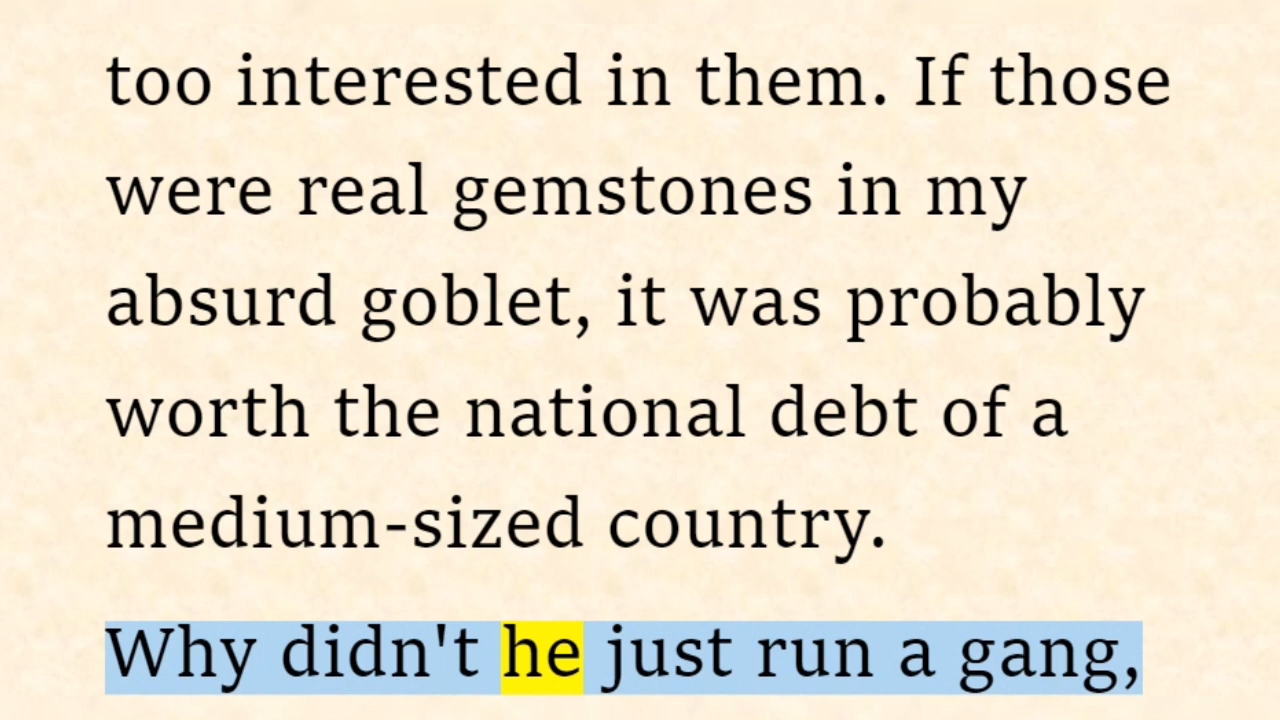 too interested in them. If those
were real gemstones in my
absurd goblet, it was probably
worth the national debt of a
medium-sized country.
Why didn't he just run a gang,